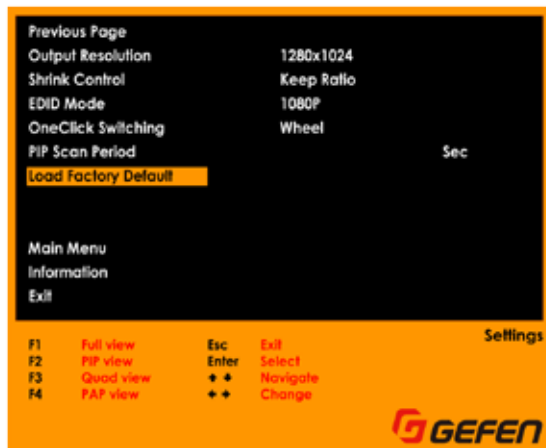 Previous Page
Output Resolution 1280x1024
Shrink Control Keep Ratio
EDID Mode 1080P
OneClick Switching Wheel
PIP Scan Period Sec
Load Factory Default
Main Menu
Information
Exit
Settings
F1 Full view Esc Exit
F2 PIP view Enter Select
F3 Quad view Navigate
F4 PAP view Change
GEFEN